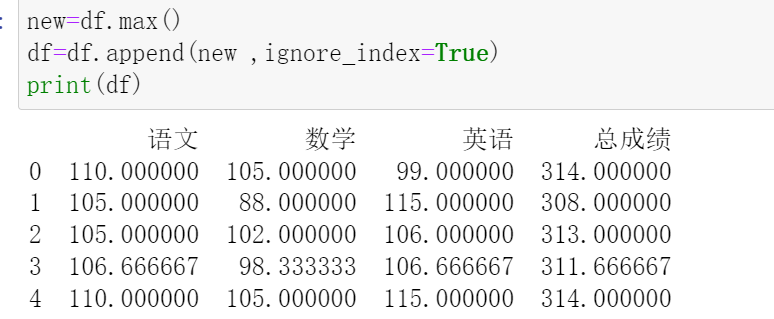 : new=df.max()
df=df.append(new ,ignore_index=True)
print(df)
语文 数学 英语 总成绩
0 110.000000 105.000000 99.000000 314.000000
1 105.000000 88.000000 115.000000 308.000000
2 105.000000 102.000000 106.000000 313.000000
3 106.666667 98.333333 106.666667 311.666667
4 110.000000 105.000000 115.000000 314.000000